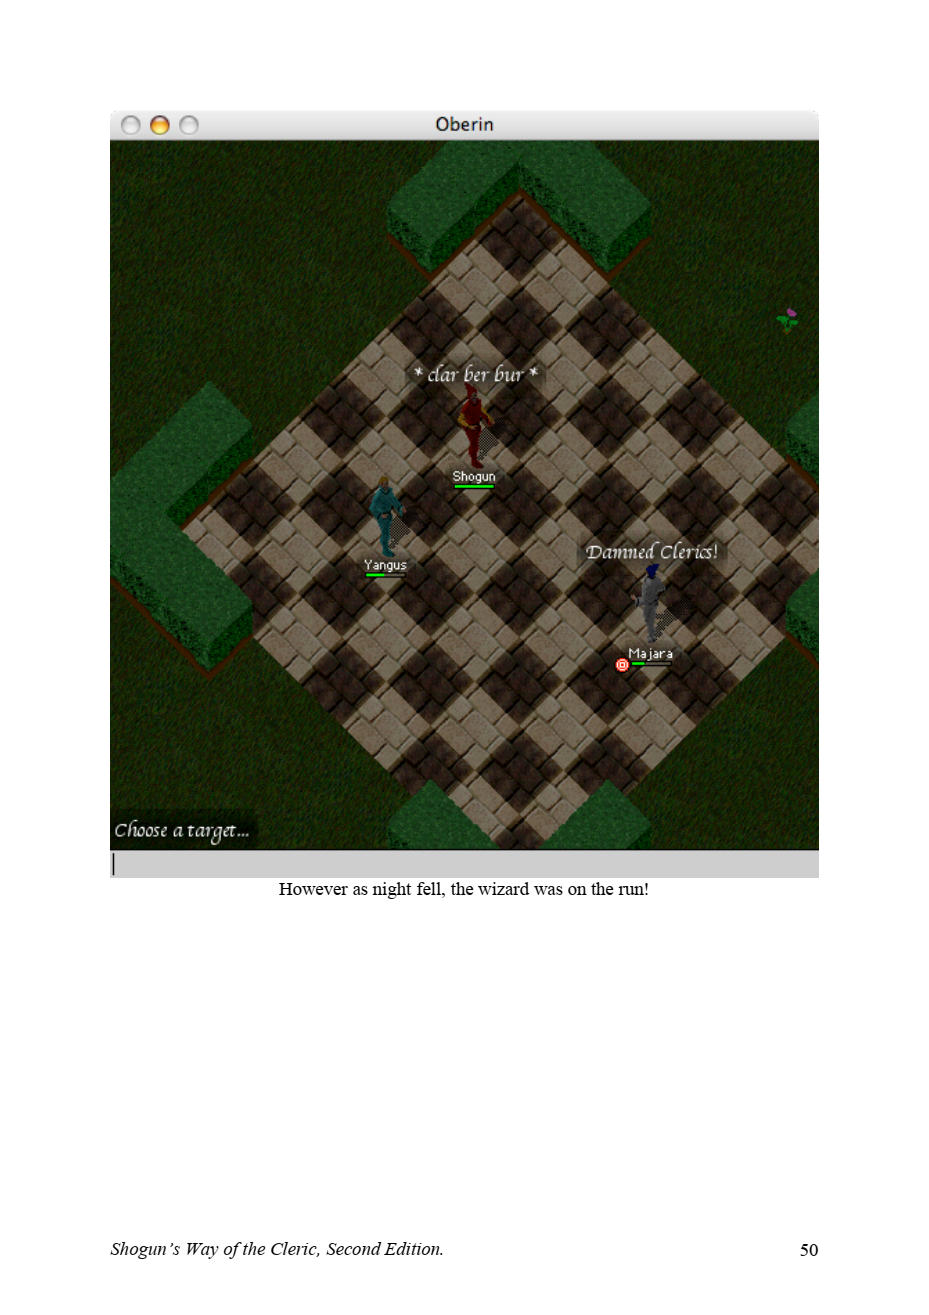 Oberin
* clar ber bur *
Shogun
Yangus
Damned Clerics!
Majara
Choose a target...
However as night fell, the wizard was on the run!
Shogun’s Way of the Cleric, Second Edition.
50